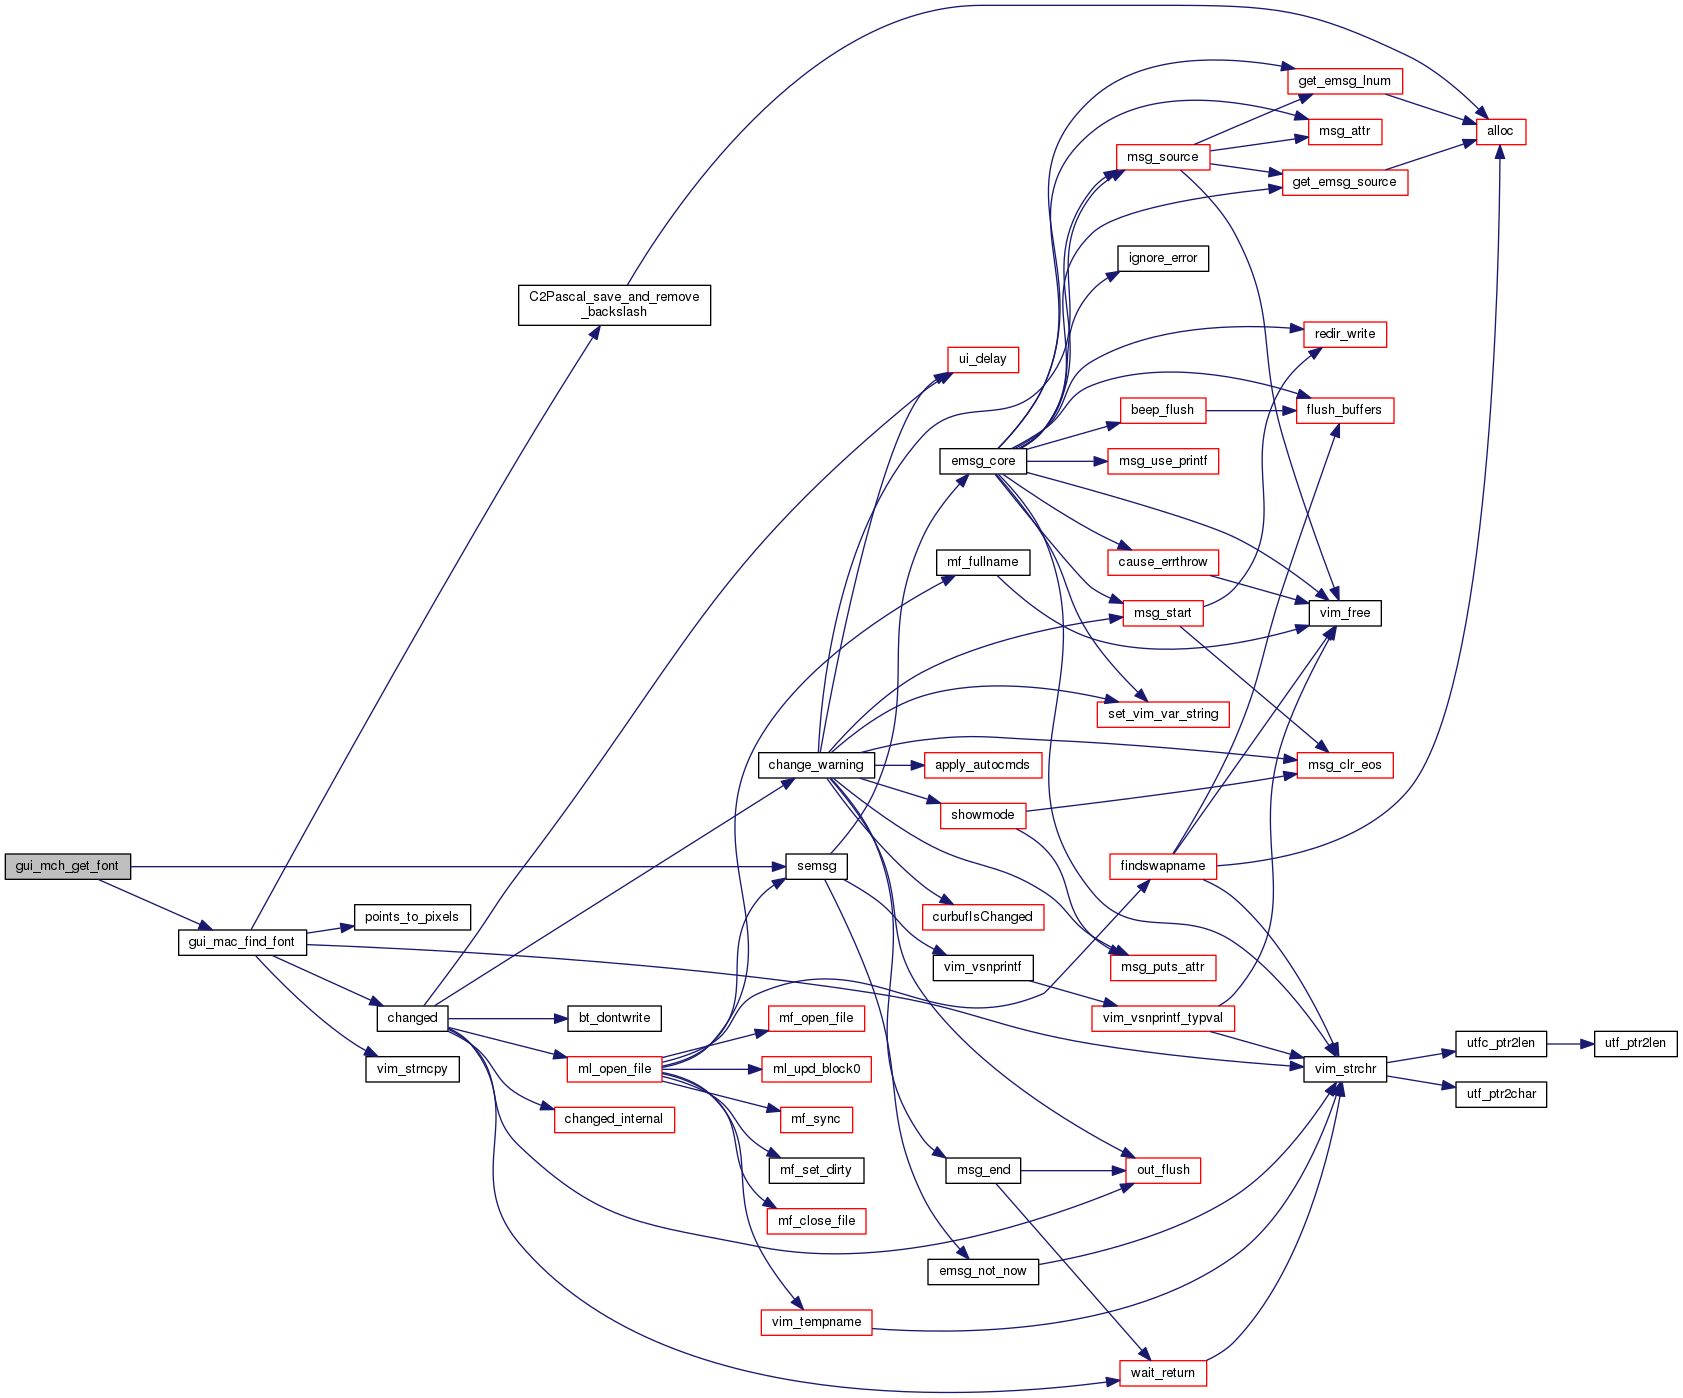 gui_mch_get_font
gui_mac_find_font
C2Pascal_save_and_remove
_backslash
points_to_pixels
changed
vim_strncpy
bt_dontwrite
ml_open_file
changed_internal
change_warning
semsg
mf_open_file
ml_upd_block0
mf_sync
mf_set_dirty
mf_close_file
vim_tempname
ui_delay
emsg_core
mf_fullname
apply_autocmds
showmode
curbufIsChanged
vim_vsnprintf
msg_end
emsg_not_now
msg_source
ignore_error
beep_flush
msg_use_printf
cause_errthrow
msg_start
set_vim_var_string
findswapname
msg_puts_attr
vim_vsnprintf_typval
out_flush
wait_return
get_emsg_lnum
msg_attr
get_emsg_source
redir_write
flush_buffers
vim_free
msg_clr_eos
vim_strchr
alloc
utfc_ptr2len
utf_ptr2char
utf_ptr2len